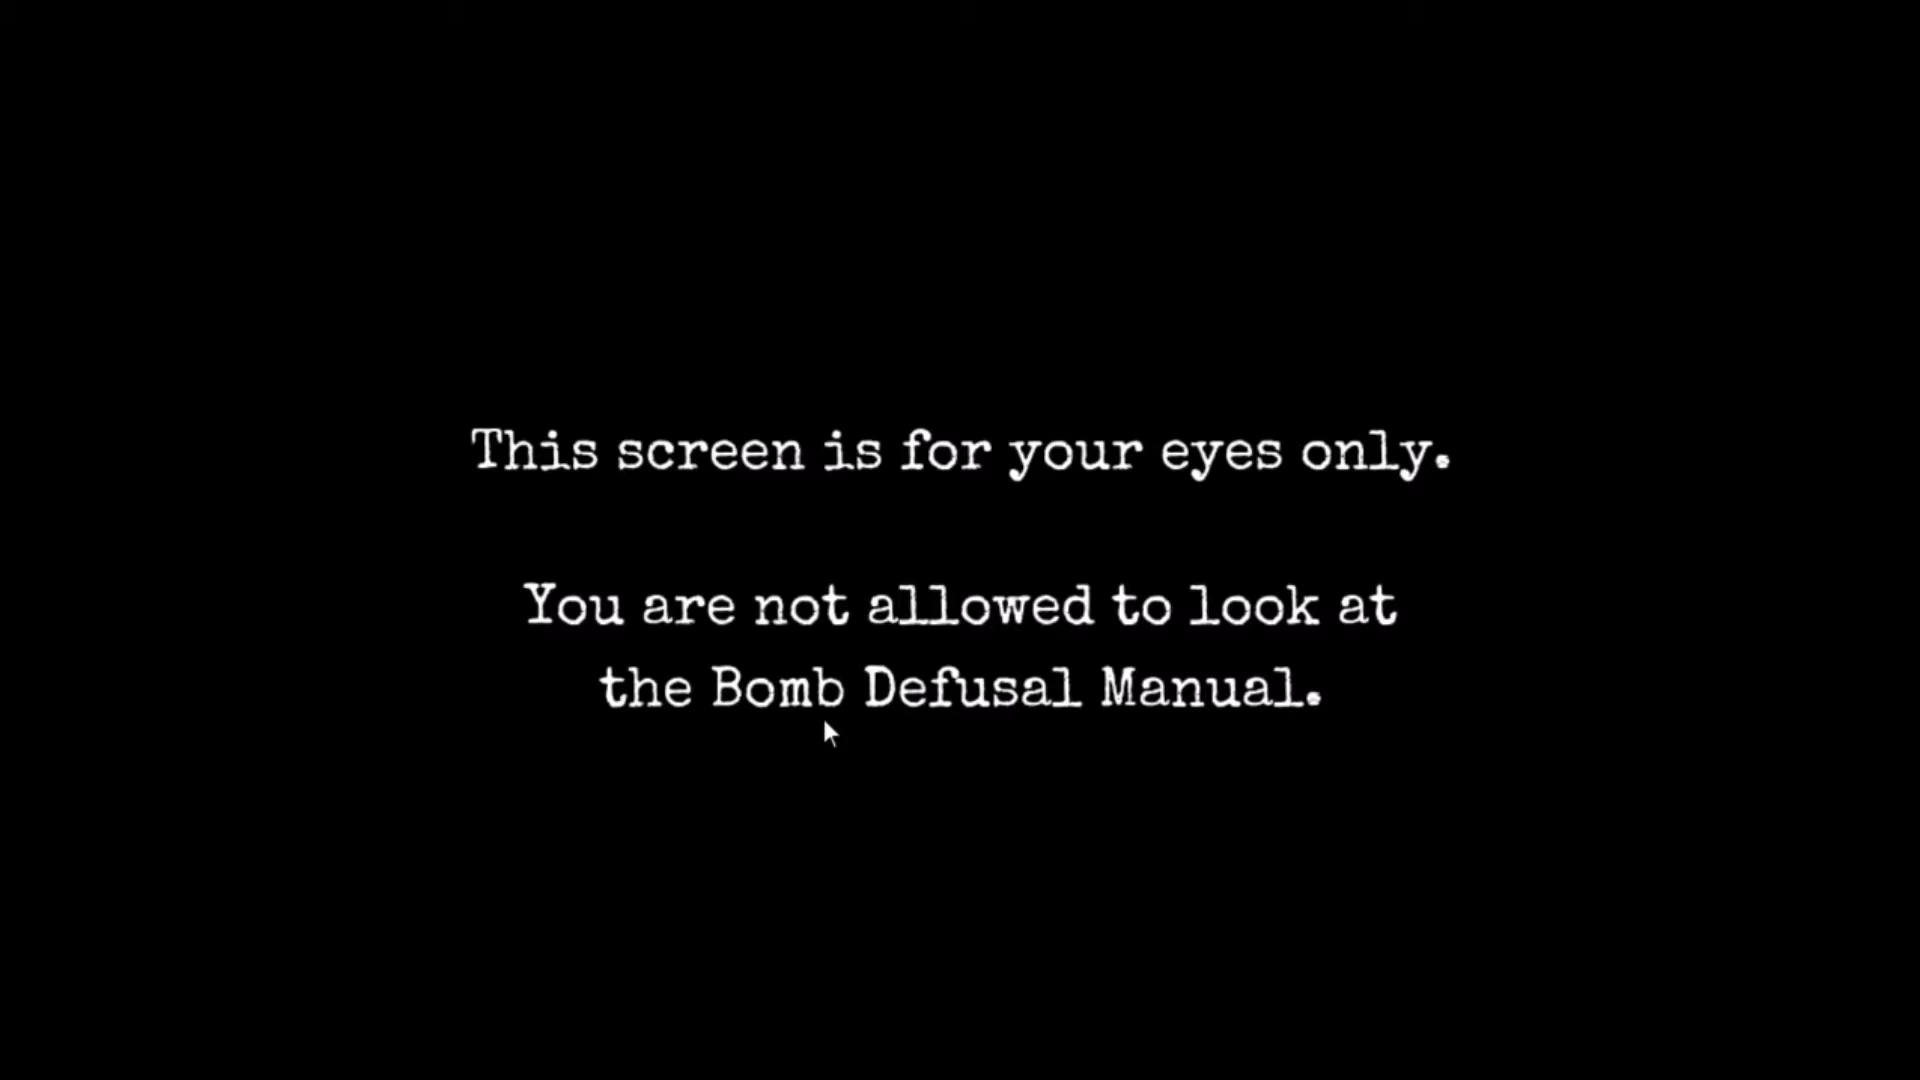 This screen is for your eyes only.
You are not allowed to look at
the Bomb Defusal Manual.